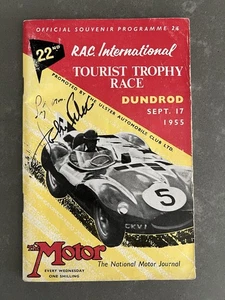 OFFICIAL SOUVENIR PROGRAMME 2/6
22ND
R.A.C. International
TOURIST TROPHY
RACE
DUNDROD
SEPT. 17
1955
PROMOTED BY THE ULSTER AUTOMOBILE CLUB LTD.
5
The Motor
EVERY WEDNESDAY
ONE SHILLING
The National Motor Journal